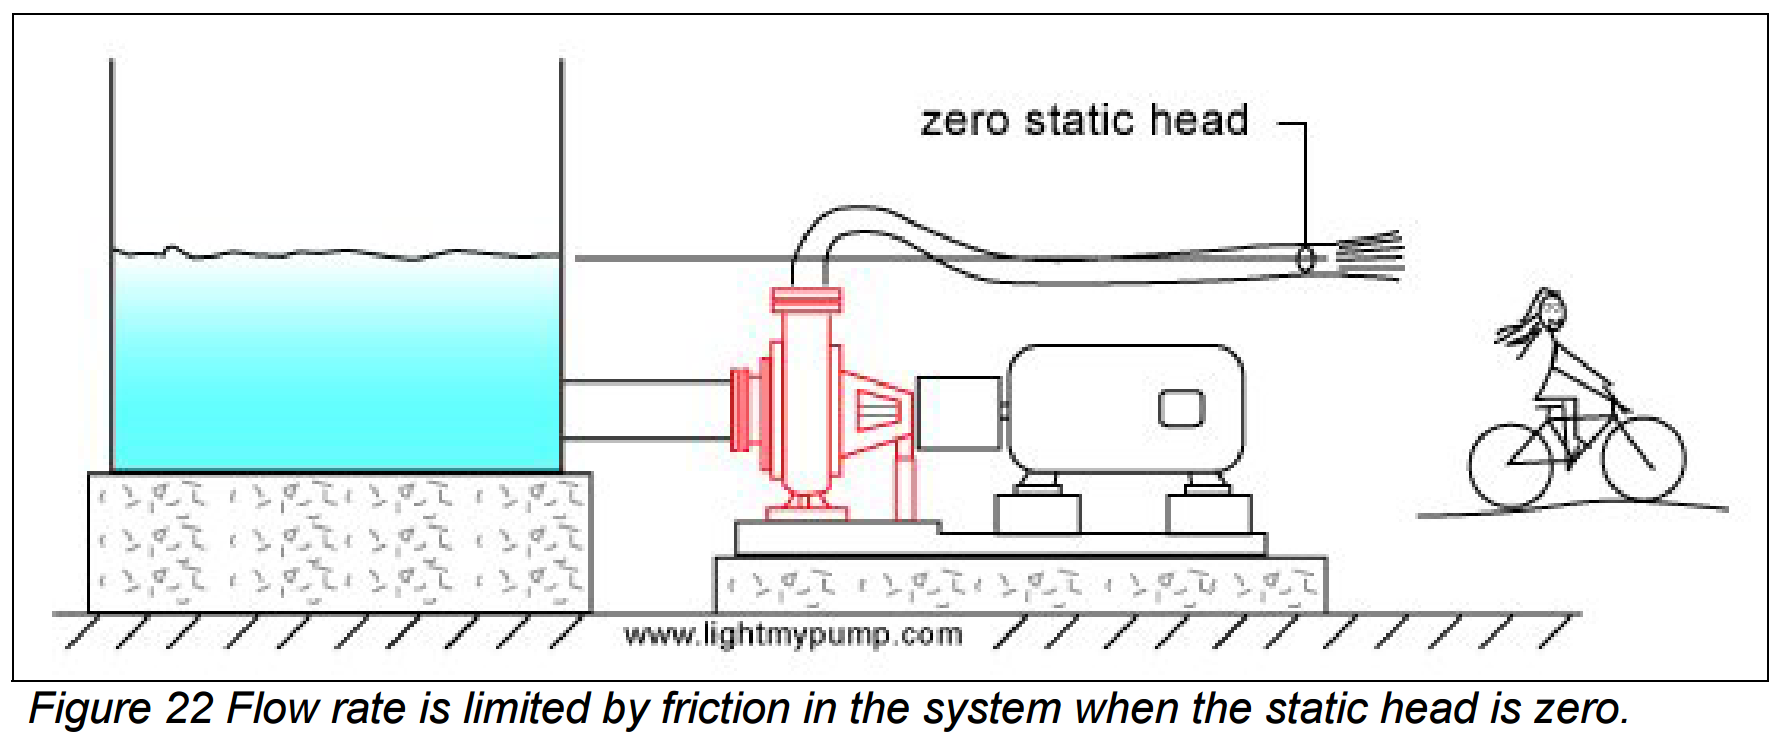 zero static head
www.lightmypump.com
Figure 22 Flow rate is limited by friction in the system when the static head is zero.